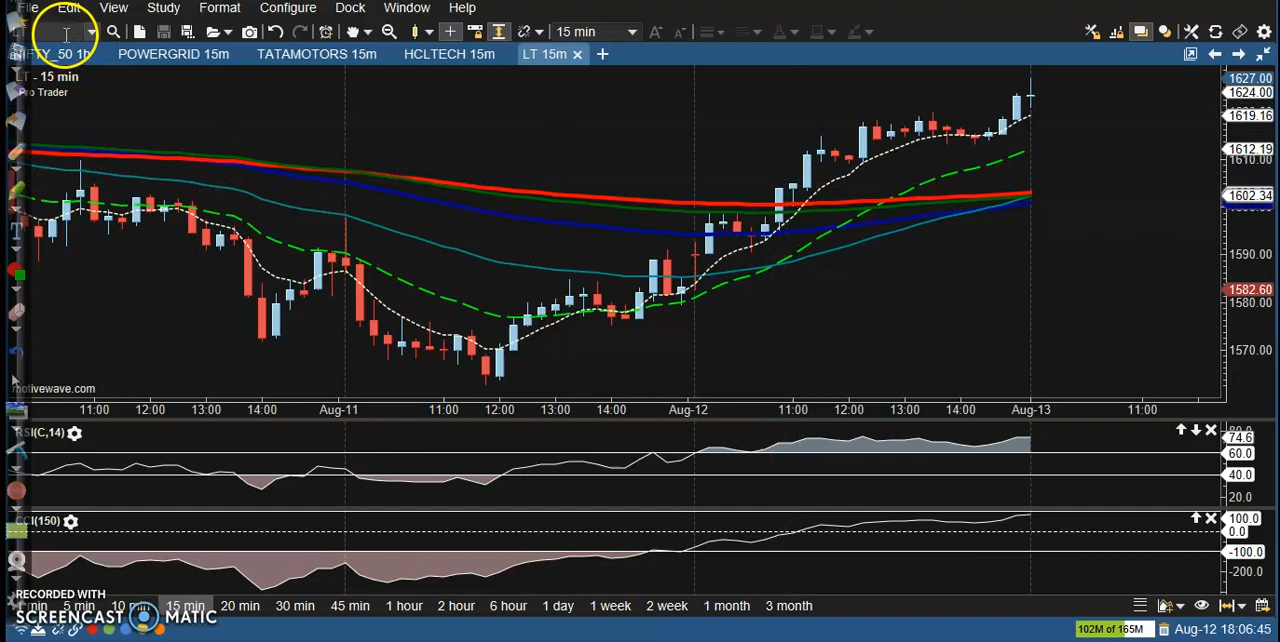 File Edit View Study Format Configure Dock Window Help
15 min
NIFTY_50 1h POWERGRID 15m TATAMOTORS 15m HCLTECH 15m LT 15m
LT - 15 min
Pro Trader
1627.00
1624.00
1619.16
1612.19
1610.00
1602.34
1590.00
1582.60
1580.00
1570.00
motivewave.com
11:00 12:00 13:00 14:00 Aug-11 11:00 12:00 13:00 14:00 Aug-12 11:00 12:00 13:00 14:00 Aug-13 11:00
RSI(C,14)
74.6
60.0
40.0
20.0
CCI(150)
100.0
0.0
-100.0
-200.0
RECORDED WITH
SCREENCAST MATIC
5 min 10 min 15 min 20 min 30 min 45 min 1 hour 2 hour 6 hour 1 day 1 week 2 week 1 month 3 month
102M of 165M Aug-12 18:06:45